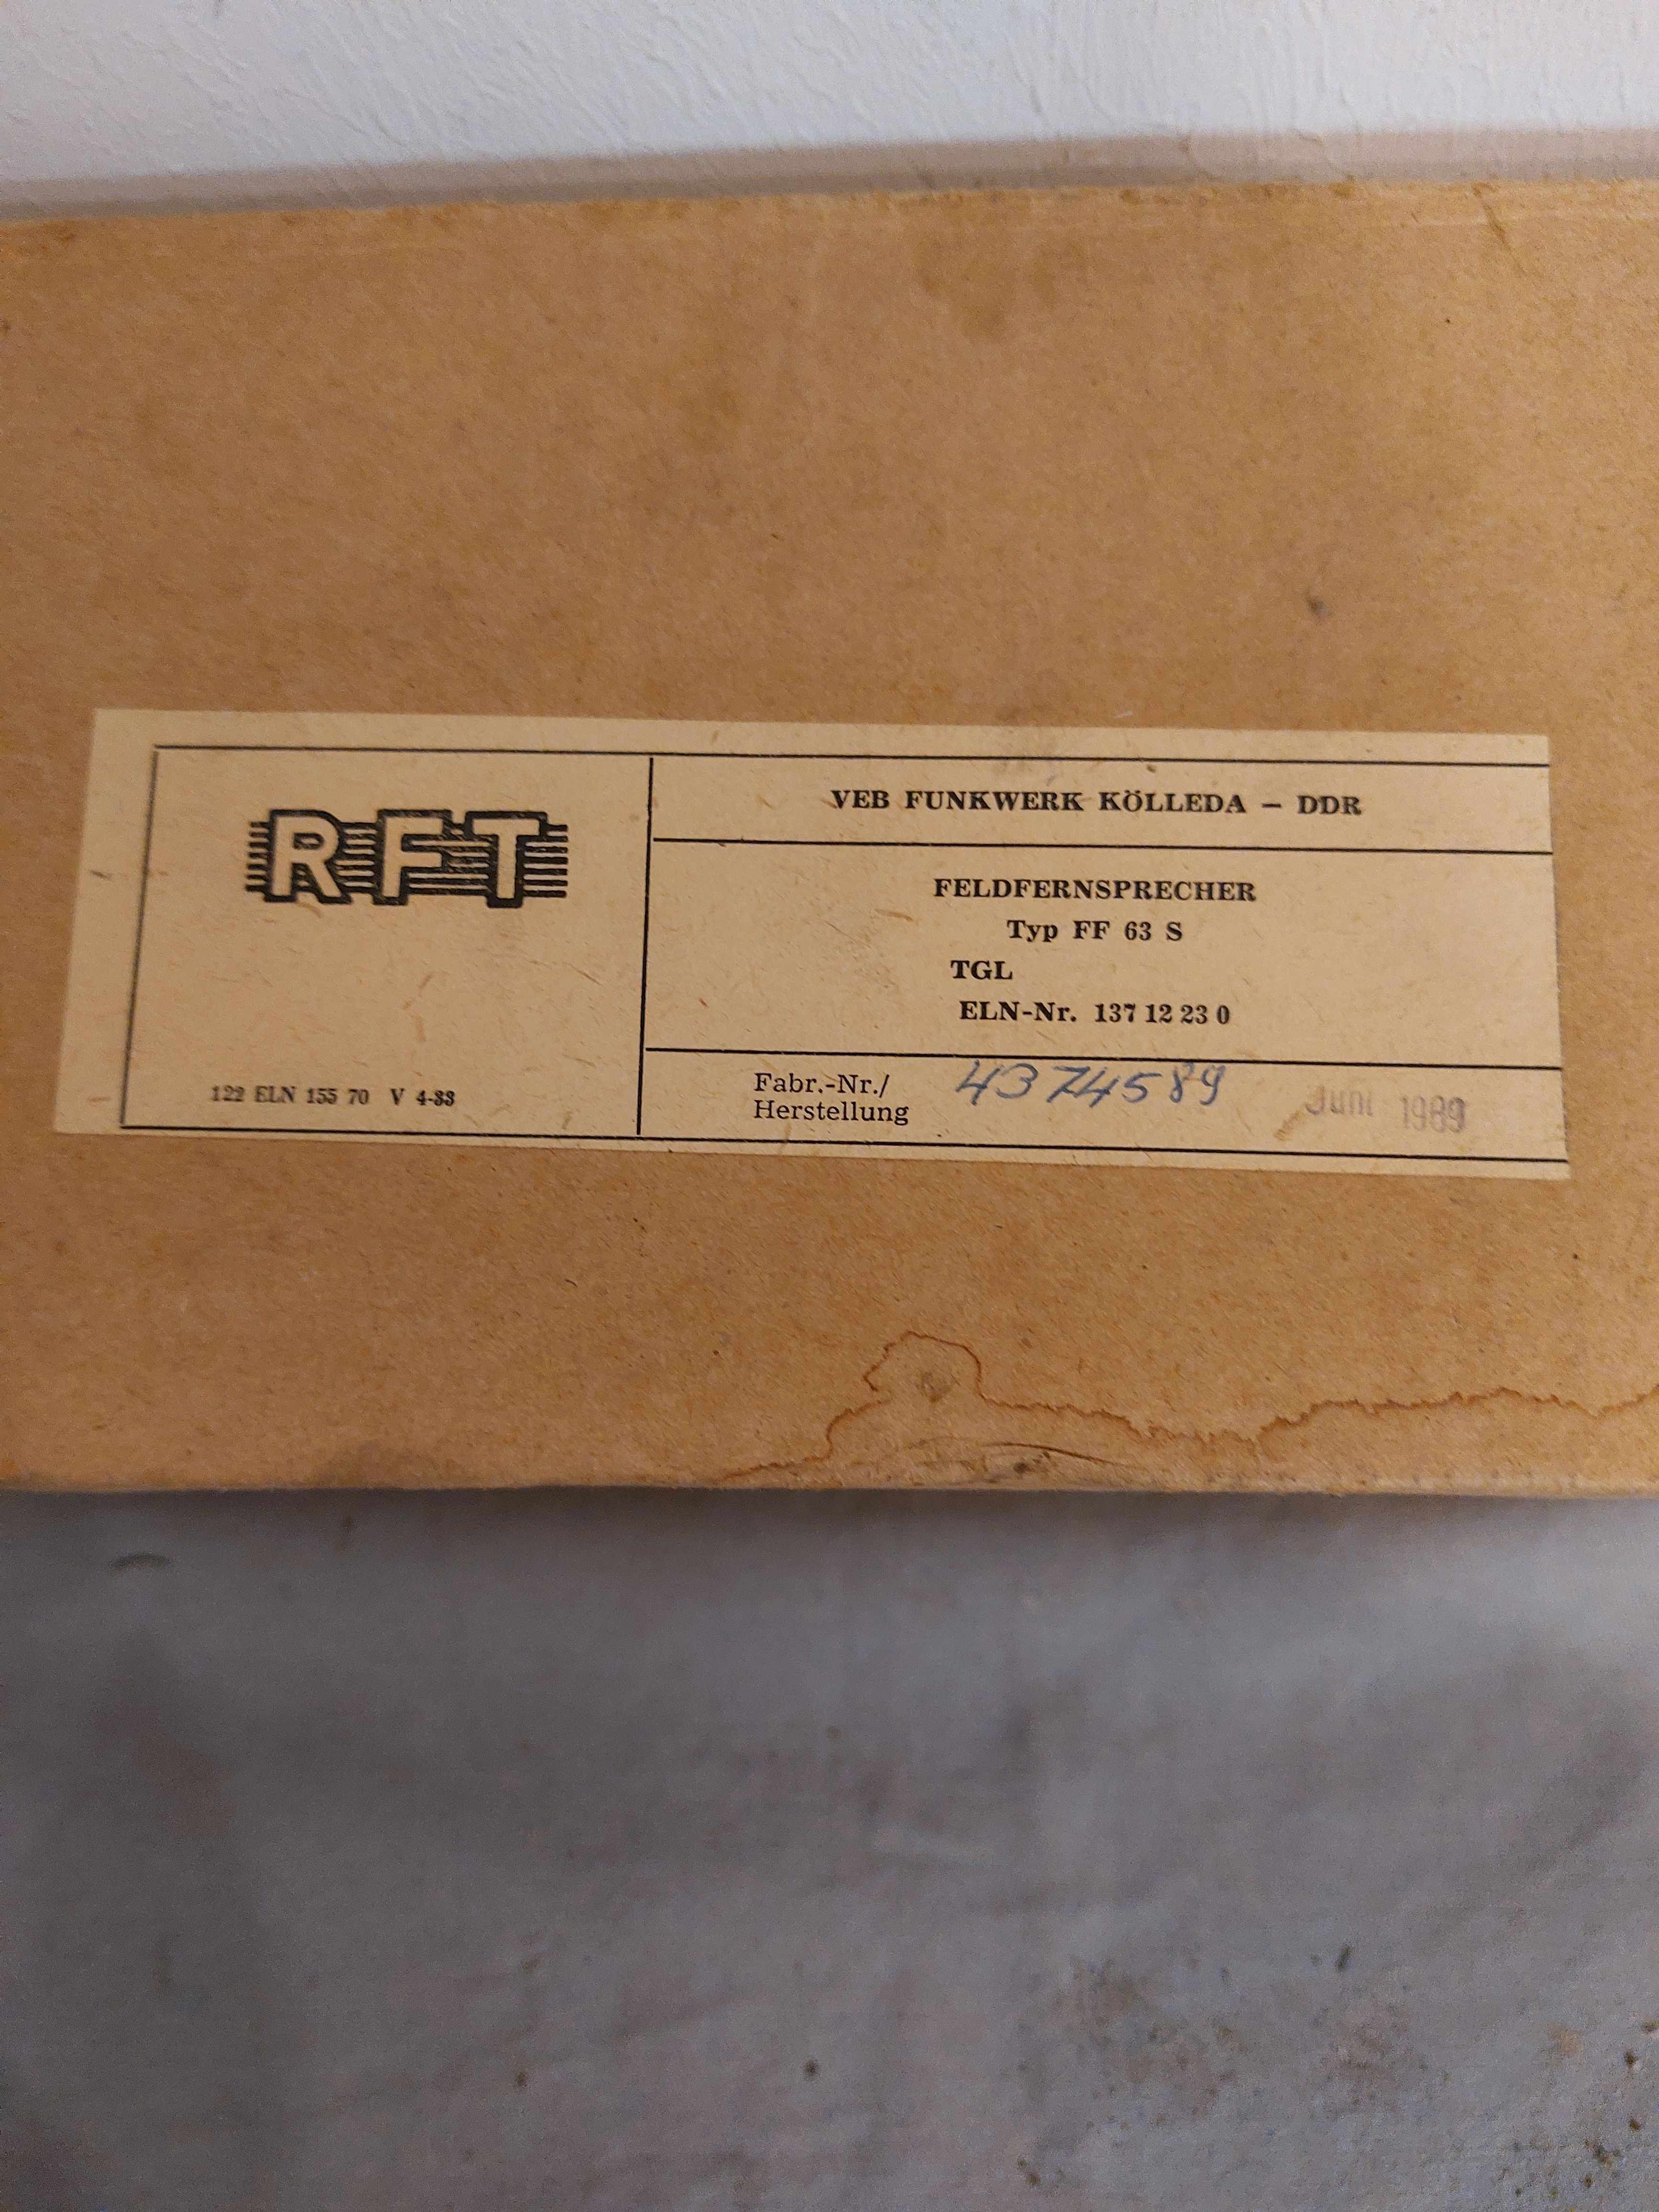 RFT
122 ELN 155 70 V 4-33
VEB FUNKWERK KÖLLEDA – DDR
FELDFERNSPRECHER
Typ FF 63 S
TGL
ELN-Nr. 137 12 23 0
Fabr.-Nr./
Herstellung
4374589
Juni 1989